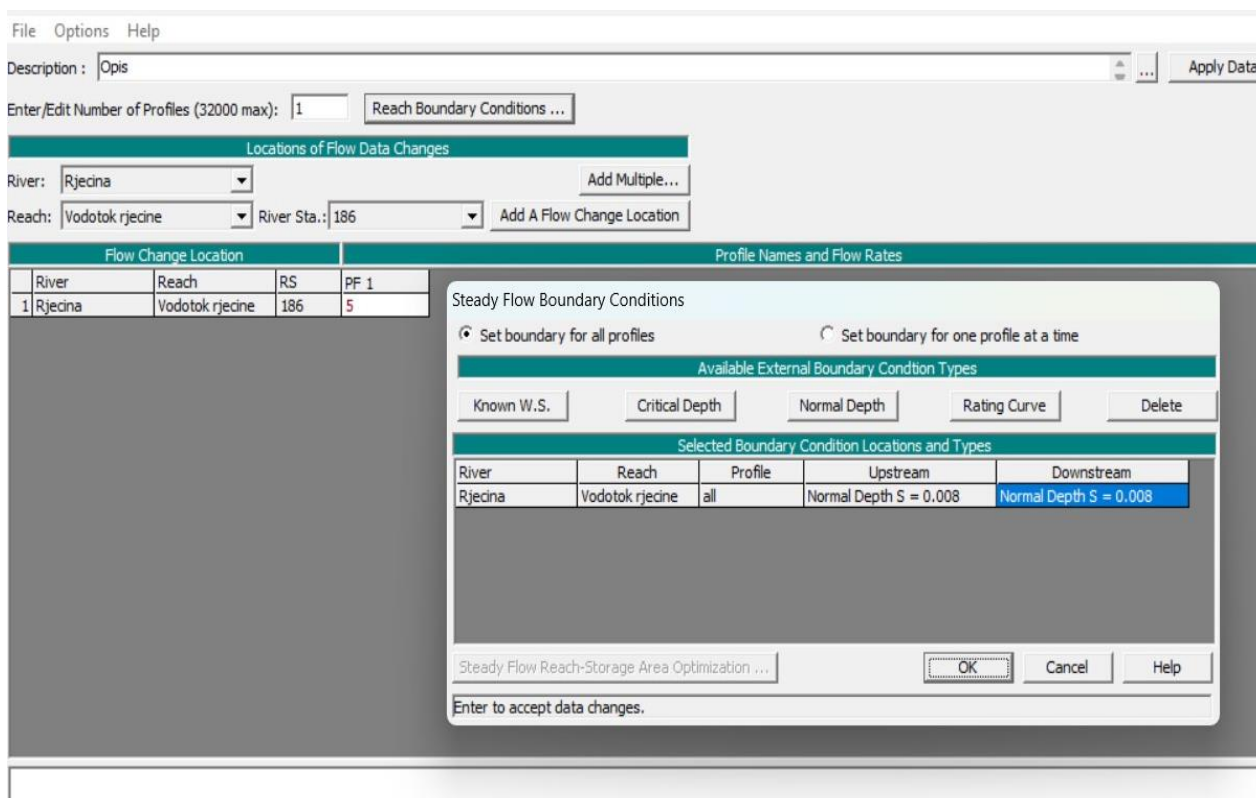 File Options Help
Description : Opis ... Apply Data
Enter/Edit Number of Profiles (32000 max): 1 Reach Boundary Conditions ...
Locations of Flow Data Changes
River: Rjecina Add Multiple...
Reach: Vodotok rjecine River Sta.: 186 Add A Flow Change Location
Flow Change Location Profile Names and Flow Rates
River Reach RS PF 1
1 Rjecina Vodotok rjecine 186 5
Steady Flow Boundary Conditions
Set boundary for all profiles Set boundary for one profile at a time
Available External Boundary Condtion Types
Known W.S. Critical Depth Normal Depth Rating Curve Delete
Selected Boundary Condition Locations and Types
River Reach Profile Upstream Downstream
Rjecina Vodotok rjecine all Normal Depth S = 0.008 Normal Depth S = 0.008
Steady Flow Reach-Storage Area Optimization ... OK Cancel Help
Enter to accept data changes.